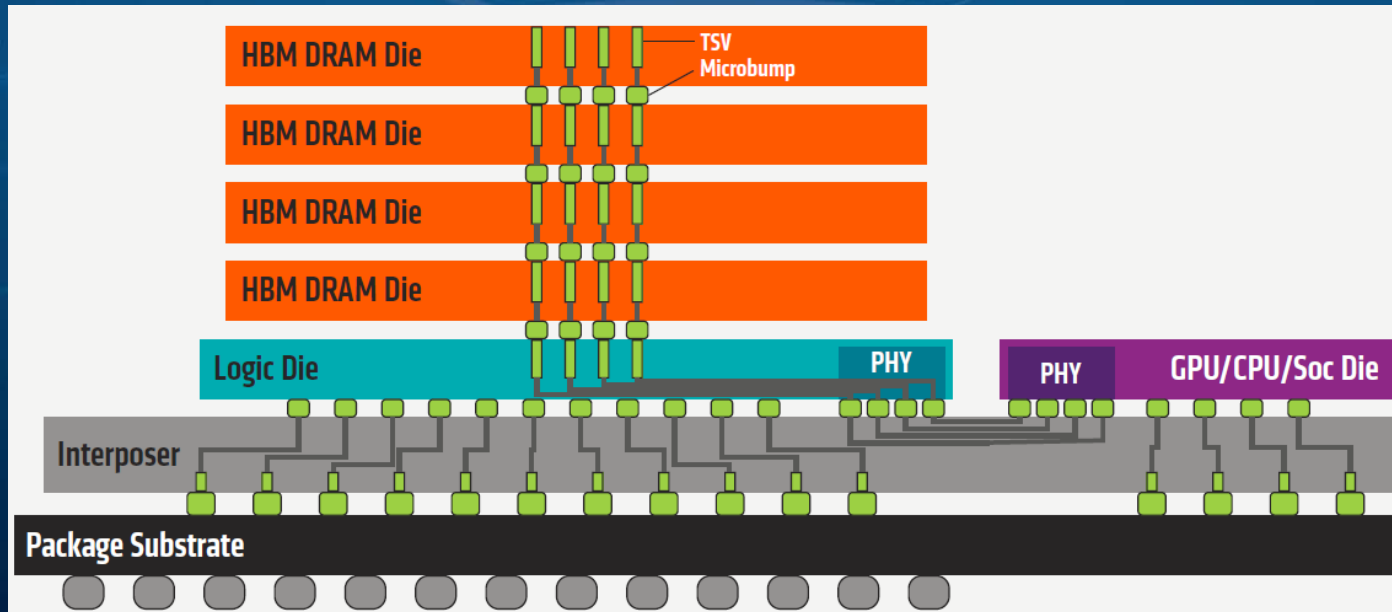 HBM DRAM Die
TSV
Microbump
HBM DRAM Die
HBM DRAM Die
HBM DRAM Die
Logic Die
PHY
PHY
GPU/CPU/Soc Die
Interposer
Package Substrate